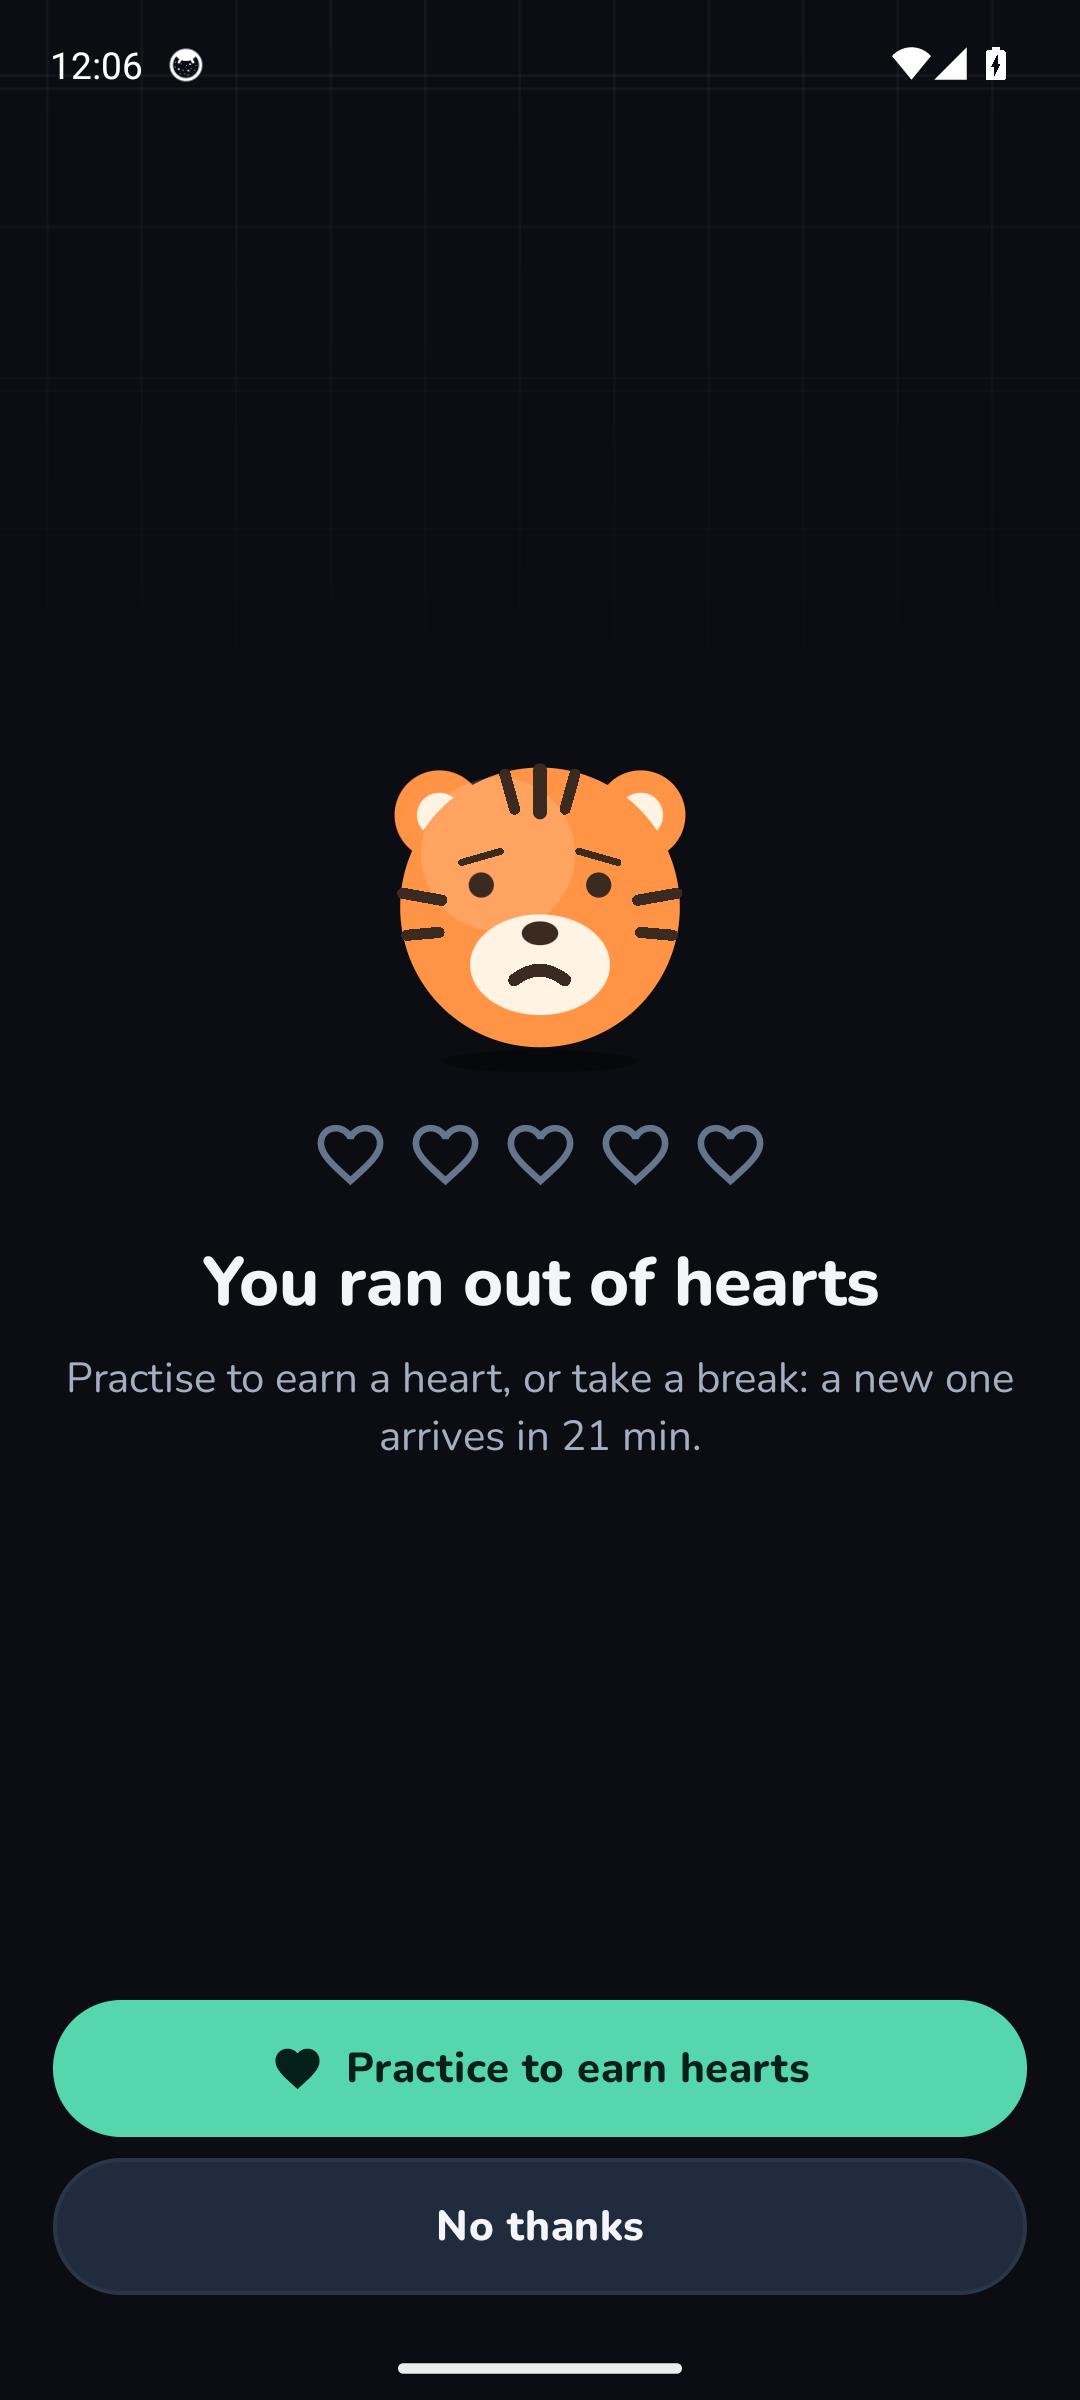 12:06
You ran out of hearts
Practise to earn a heart, or take a break: a new one
arrives in 21 min.
Practice to earn hearts
No thanks